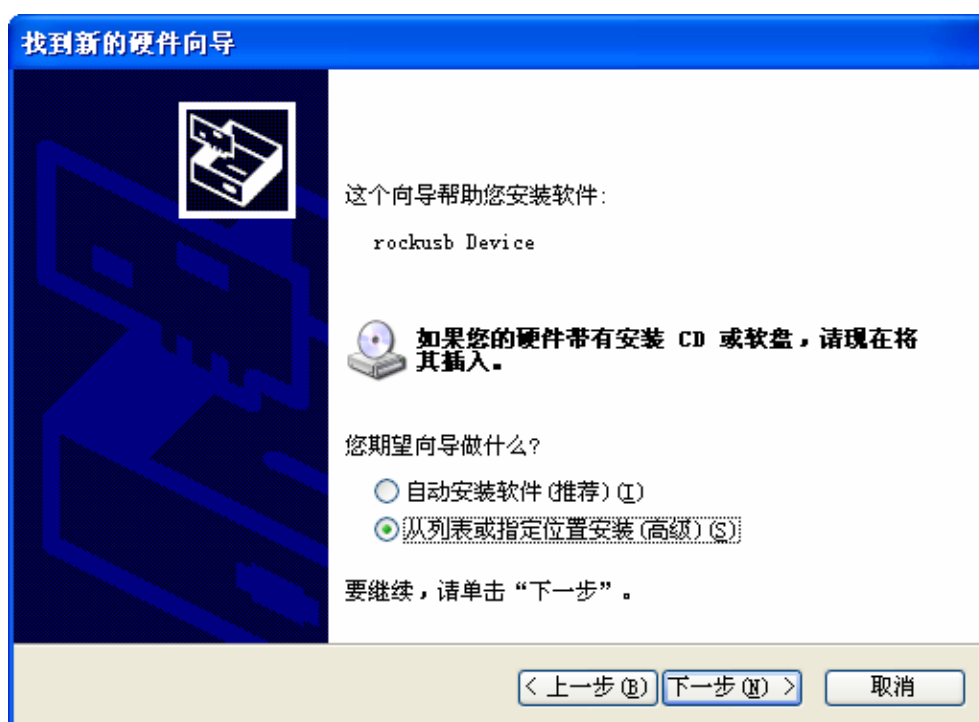 找到新的硬件向导
这个向导帮助您安装软件:
rockusb Device
如果您的硬件带有安装 CD 或软盘，请现在将
其插入。
您期望向导做什么?
自动安装软件(推荐)(I)
从列表或指定位置安装(高级)(S)
要继续，请单击“下一步”。
< 上一步(B) 下一步(N) > 取消